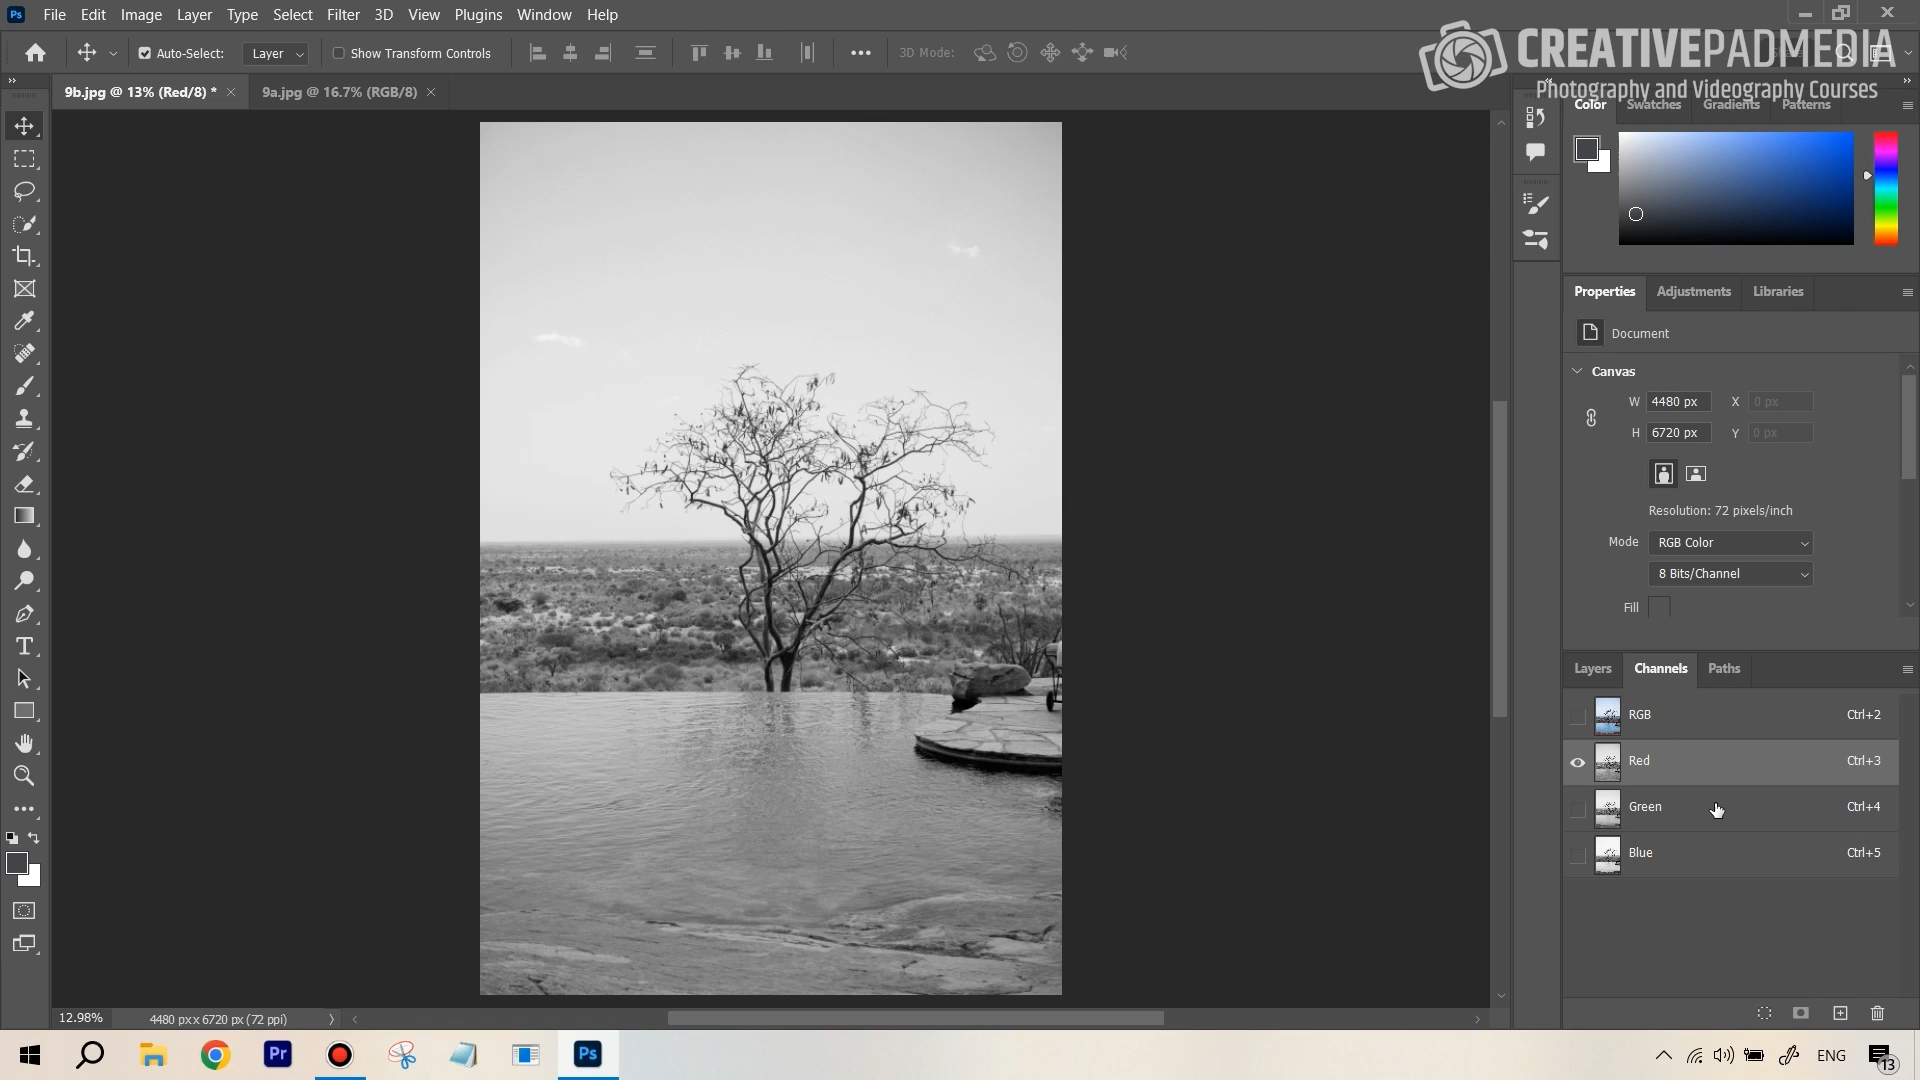 Ps File Edit Image Layer Type Select Filter 3D View Plugins Window Help
Auto-Select: Layer Show Transform Controls 3D Mode:
CREATIVEPADMEDIA
Photography and Videography Courses
9b.jpg @ 13% (Red/8) * 9a.jpg @ 16.7% (RGB/8)
Color Swatches Gradients Patterns
Properties Adjustments Libraries
Document
Canvas
W 4480 px X 0 px
H 6720 px Y 0 px
Resolution: 72 pixels/inch
Mode RGB Color
8 Bits/Channel
Fill
Layers Channels Paths
RGB Ctrl+2
Red Ctrl+3
Green Ctrl+4
Blue Ctrl+5
12.98% 4480 px x 6720 px (72 ppi)
Pr Ps ENG 13